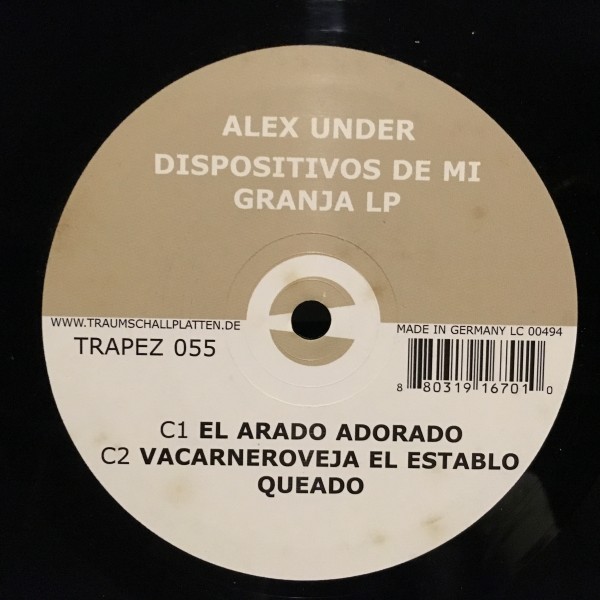 ALEX UNDER
DISPOSITIVOS DE MI
GRANJA LP
WWW.TRAUMSCHALLPLATTEN.DE
MADE IN GERMANY LC 00494
TRAPEZ 055
8 80319 16701 0
C1 EL ARADO ADORADO
C2 VACARNEROVEJA EL ESTABLO
QUEADO